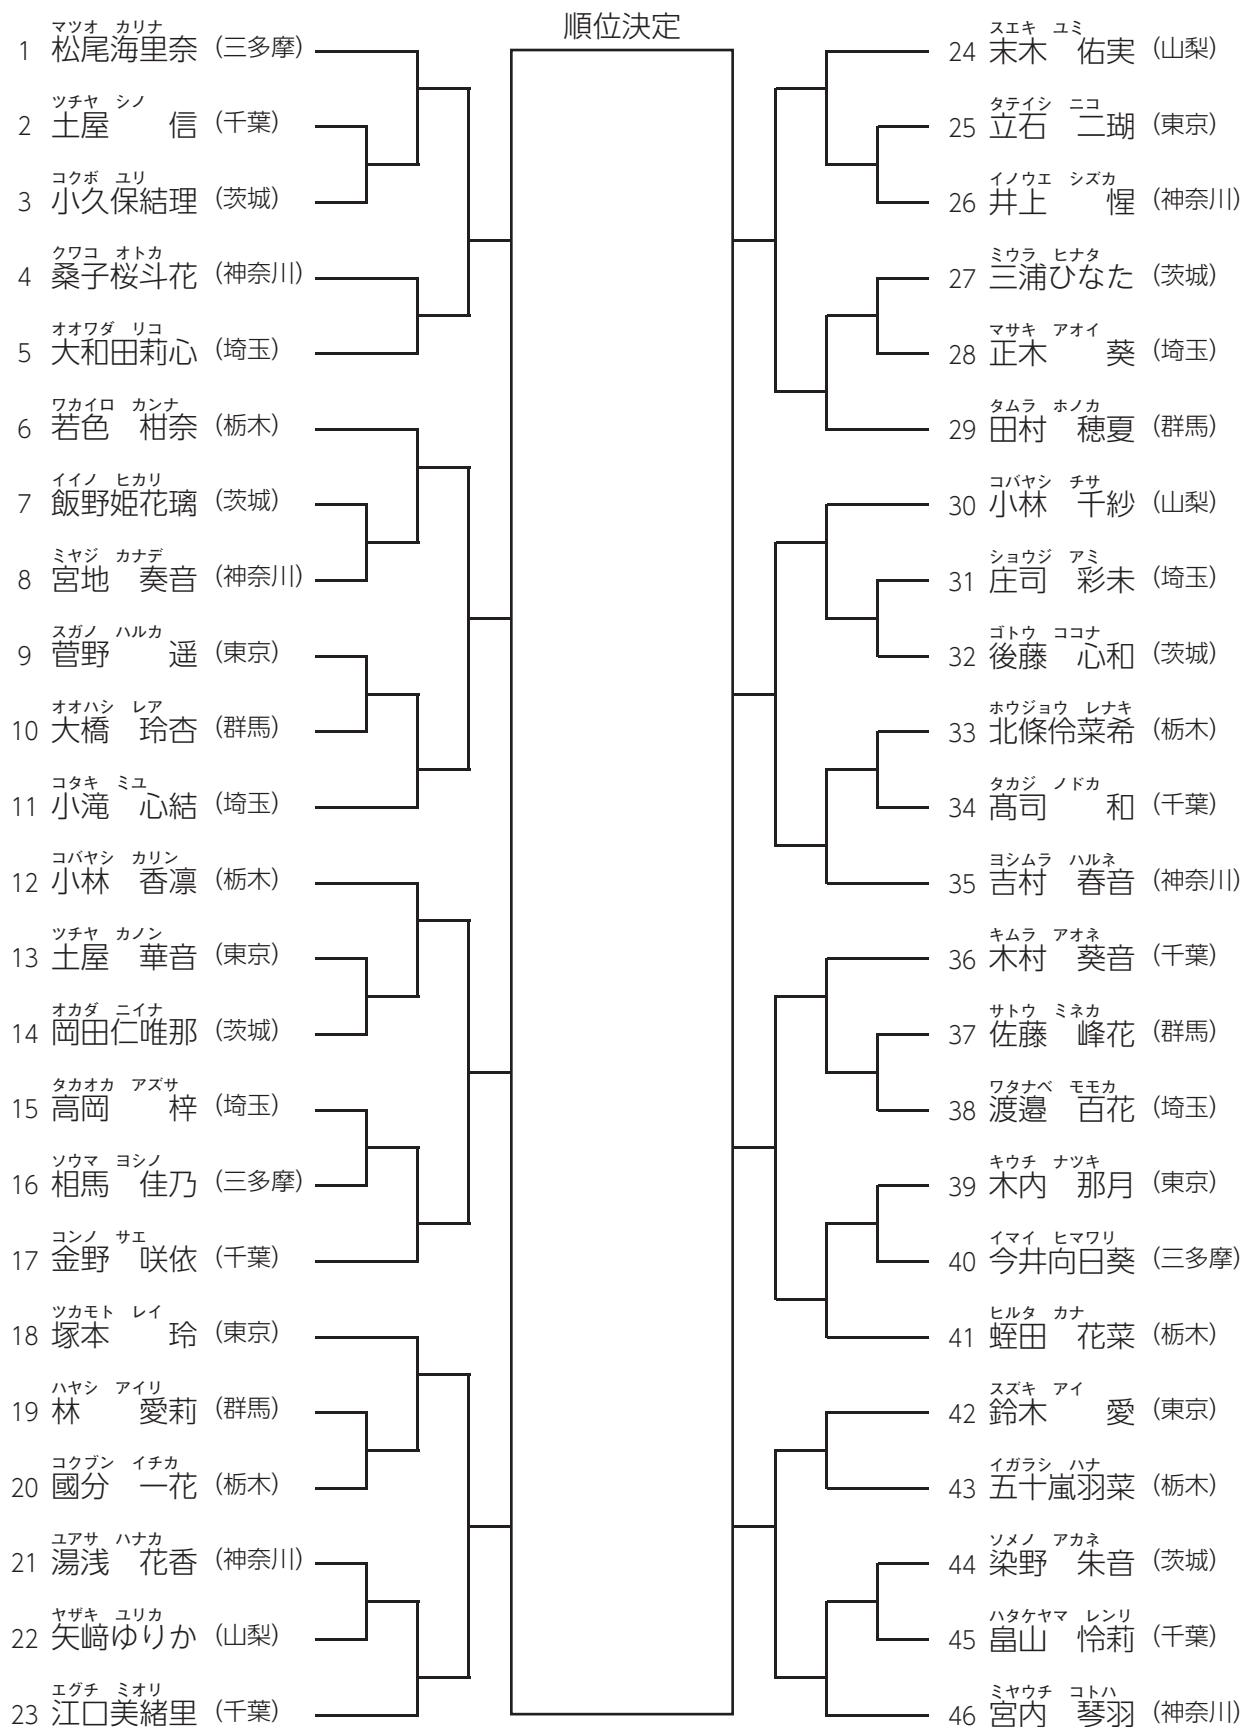 順位決定
マツオ カリナ
1 松尾海里奈 (三多摩)
ツチヤ シノ
2 土屋 信 (千葉)
コクボ ユリ
3 小久保結理 (茨城)
クワコ オトカ
4 桑子桜斗花 (神奈川)
オオワダ リコ
5 大和田莉心 (埼玉)
ワカイロ カンナ
6 若色 柑奈 (栃木)
イイノ ヒカリ
7 飯野姫花璃 (茨城)
ミヤジ カナデ
8 宮地 奏音 (神奈川)
スガノ ハルカ
9 菅野 遥 (東京)
オオハシ レア
10 大橋 玲杏 (群馬)
コタキ ミユ
11 小滝 心結 (埼玉)
コバヤシ カリン
12 小林 香凛 (栃木)
ツチヤ カノン
13 土屋 華音 (東京)
オカダ ニイナ
14 岡田仁唯那 (茨城)
タカオカ アズサ
15 高岡 梓 (埼玉)
ソウマ ヨシノ
16 相馬 佳乃 (三多摩)
コンノ サエ
17 金野 咲依 (千葉)
ツカモト レイ
18 塚本 玲 (東京)
ハヤシ アイリ
19 林 愛莉 (群馬)
コクブン イチカ
20 國分 一花 (栃木)
ユアサ ハナカ
21 湯浅 花香 (神奈川)
ヤザキ ユリカ
22 矢﨑ゆりか (山梨)
エグチ ミオリ
23 江口美緒里 (千葉)
スエキ ユミ
24 末木 佑実 (山梨)
タテイシ ニコ
25 立石 二瑚 (東京)
イノウエ シズカ
26 井上 惺 (神奈川)
ミウラ ヒナタ
27 三浦ひなた (茨城)
マサキ アオイ
28 正木 葵 (埼玉)
タムラ ホノカ
29 田村 穂夏 (群馬)
コバヤシ チサ
30 小林 千紗 (山梨)
ショウジ アミ
31 庄司 彩未 (埼玉)
ゴトウ ココナ
32 後藤 心和 (茨城)
ホウジョウ レナキ
33 北條伶菜希 (栃木)
タカジ ノドカ
34 髙司 和 (千葉)
ヨシムラ ハルネ
35 吉村 春音 (神奈川)
キムラ アオネ
36 木村 葵音 (千葉)
サトウ ミネカ
37 佐藤 峰花 (群馬)
ワタナベ モモカ
38 渡邉 百花 (埼玉)
キウチ ナツキ
39 木内 那月 (東京)
イマイ ヒマワリ
40 今井向日葵 (三多摩)
ヒルタ カナ
41 蛭田 花菜 (栃木)
スズキ アイ
42 鈴木 愛 (東京)
イガラシ ハナ
43 五十嵐羽菜 (栃木)
ソメノ アカネ
44 染野 朱音 (茨城)
ハタケヤマ レンリ
45 畠山 怜莉 (千葉)
ミヤウチ コトハ
46 宮内 琴羽 (神奈川)